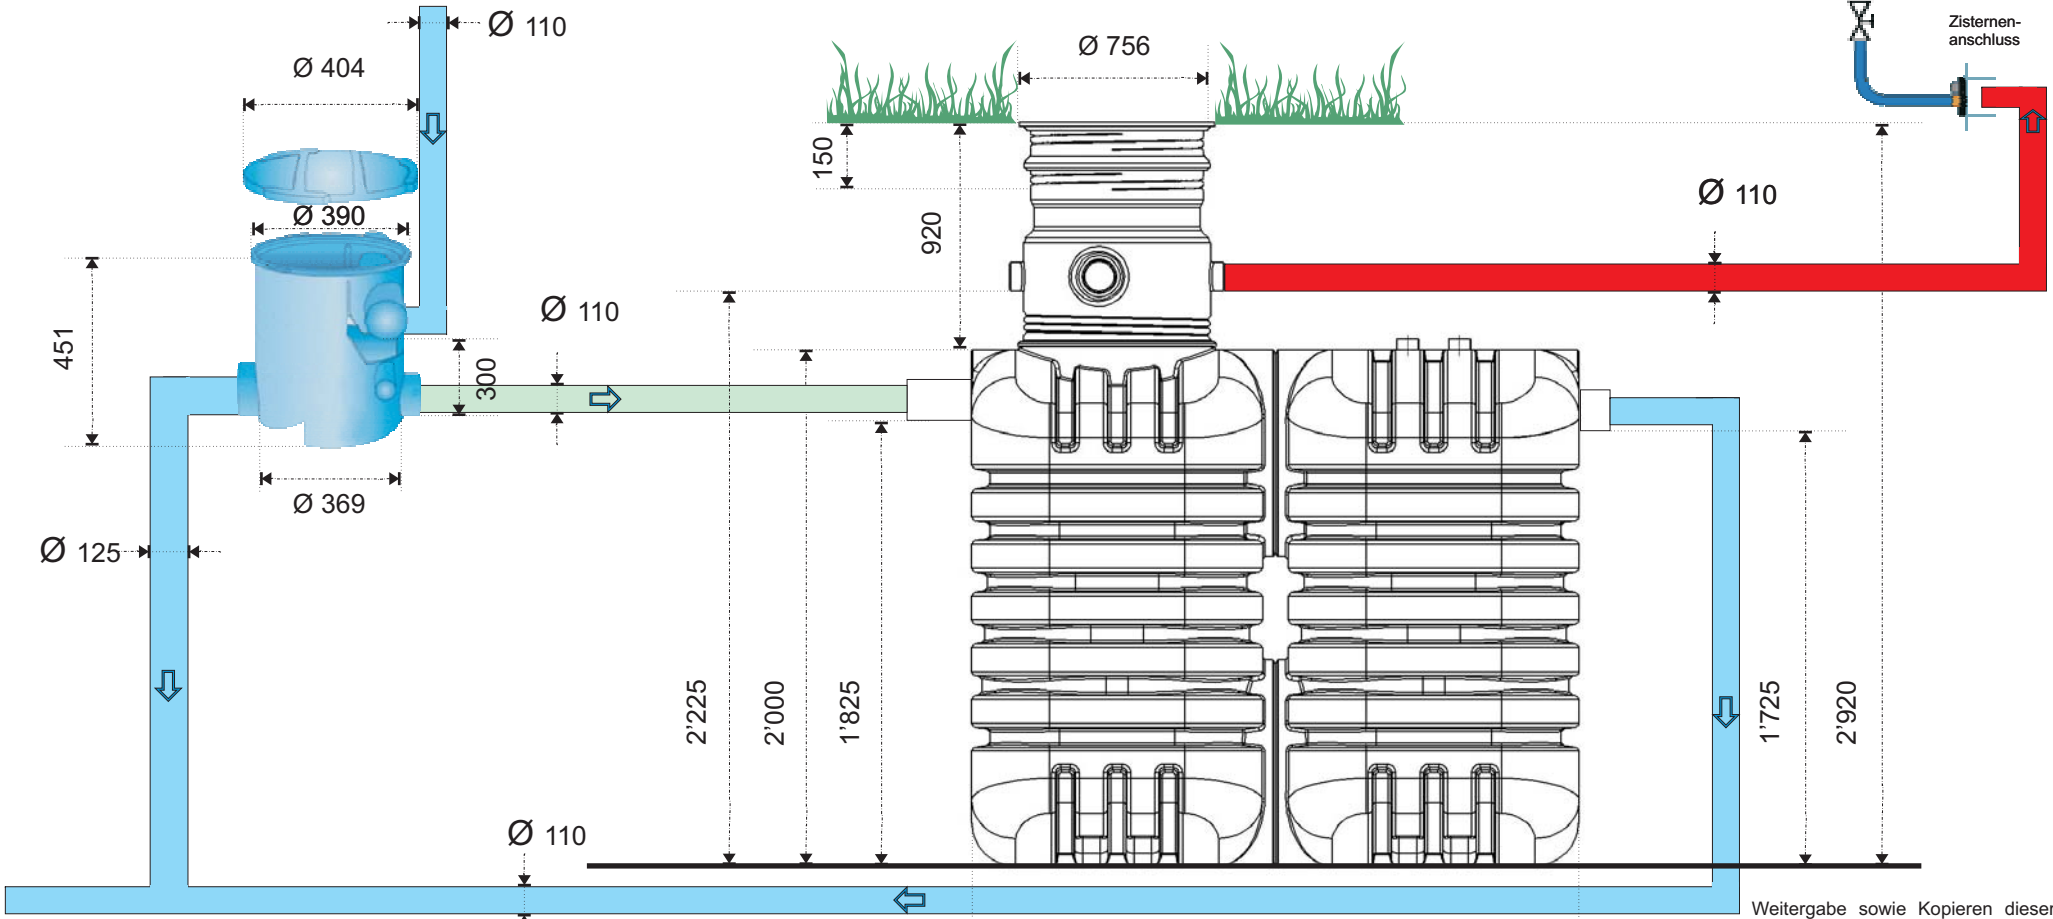 Ø 110
Ø 404
Ø 756
Zisternen-
anschluss
150
Ø 390
920
Ø 110
451
Ø 110
300
Ø 369
Ø 125
2'225
2'000
1'825
1'725
2'920
Ø 110
Weitergabe sowie Kopieren dieser